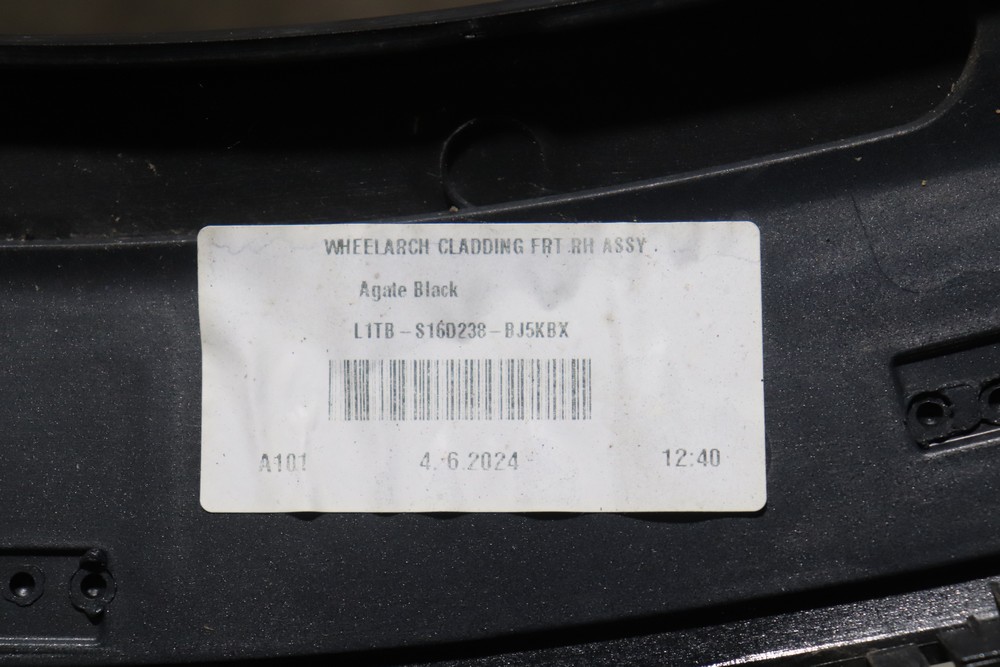 WHEELARCH CLADDING FRT RH ASSY.
Agate Black
L1TB-S16D238-BJ5KBX
A101 4. 6.2024 12:40